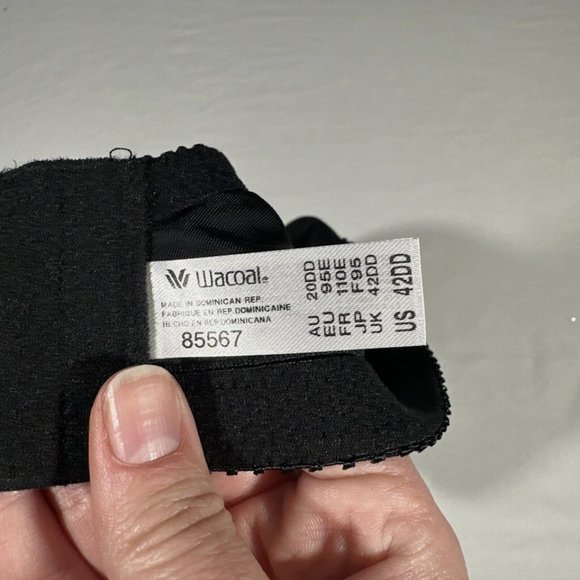 Wacoal®
MADE IN DOMINICAN REP.
FABRIQUE EN REP. DOMINICAINE
HECHO EN REP. DOMINICANA
85567
AU 20DD
EU 95E
FR 110E
JP F95
UK 42DD
US 42DD